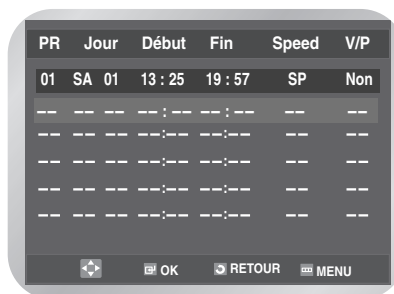 PR Jour Début Fin Speed V/P
01 SA 01 13 : 25 19 : 57 SP Non
–– –– –– ––:–– ––:–– –– ––
–– –– –– ––:–– ––:–– –– ––
–– –– –– ––:–– ––:–– –– ––
–– –– –– ––:–– ––:–– –– ––
–– –– –– ––:–– ––:–– –– ––
OK RETOUR MENU